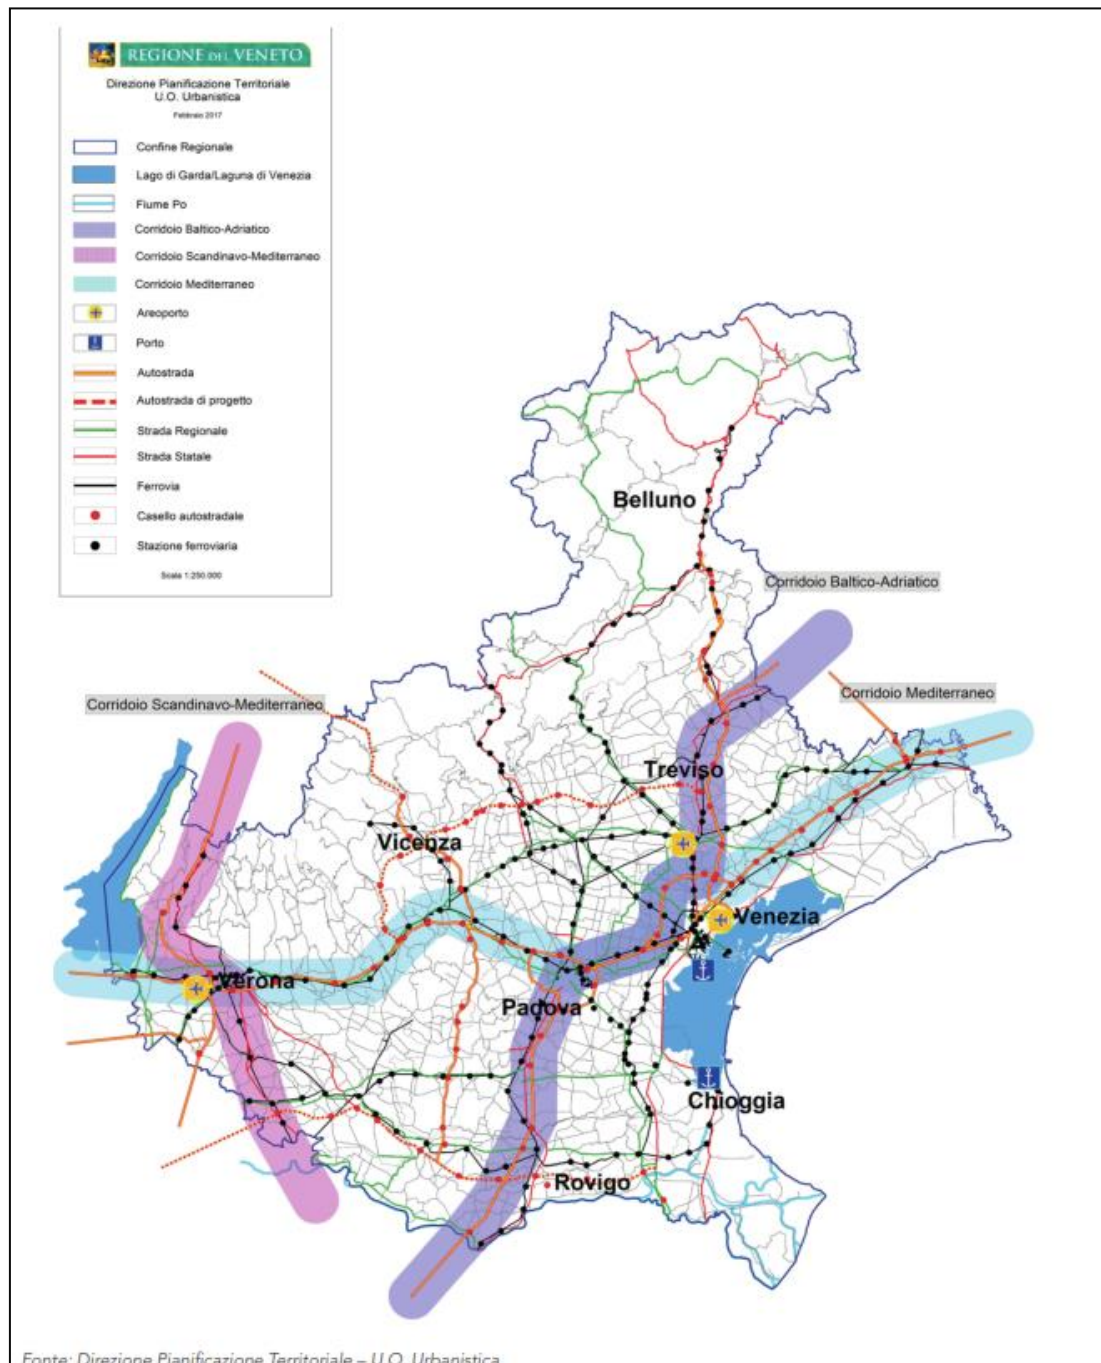 REGIONE DEL VENETO
Direzione Pianificazione Territoriale
U.O. Urbanistica
Febbraio 2017
Confine Regionale
Lago di Garda/Laguna di Venezia
Fiume Po
Corridoio Baltico-Adriatico
Corridoio Scandinavo-Mediterraneo
Corridoio Mediterraneo
Areoporto
Porto
Autostrada
Autostrada di progetto
Strada Regionale
Strada Statale
Ferrovia
Casello autostradale
Stazione ferroviaria
Scala 1:250.000
Belluno
Corridoio Baltico-Adriatico
Corridoio Mediterraneo
Corridoio Scandinavo-Mediterraneo
Treviso
Vicenza
Venezia
Verona
Padova
Chioggia
Rovigo
Fonte: Direzione Pianificazione Territoriale – U.O. Urbanistica